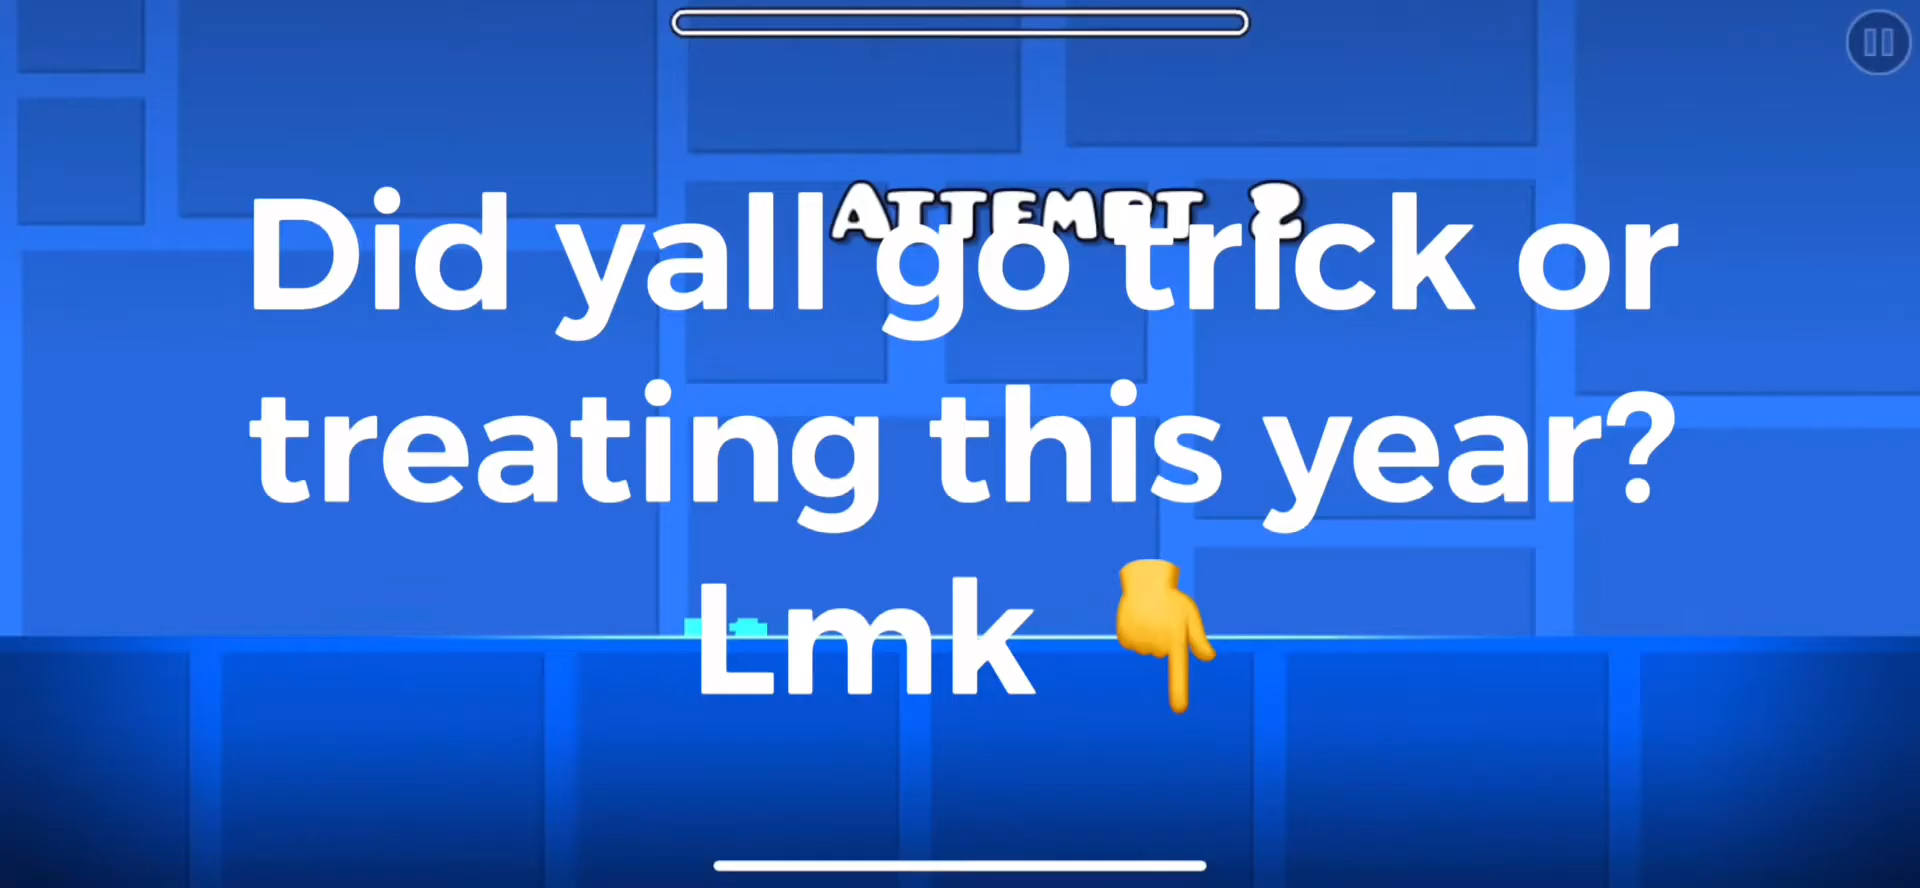 ATTEMPT 2
Did yall go trick or
treating this year?
Lmk 👇